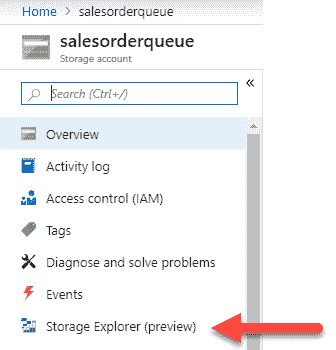 Home > salesorderqueue
salesorderqueue
Storage account
Search (Ctrl+/)
«
Overview
Activity log
Access control (IAM)
Tags
Diagnose and solve problems
Events
Storage Explorer (preview)